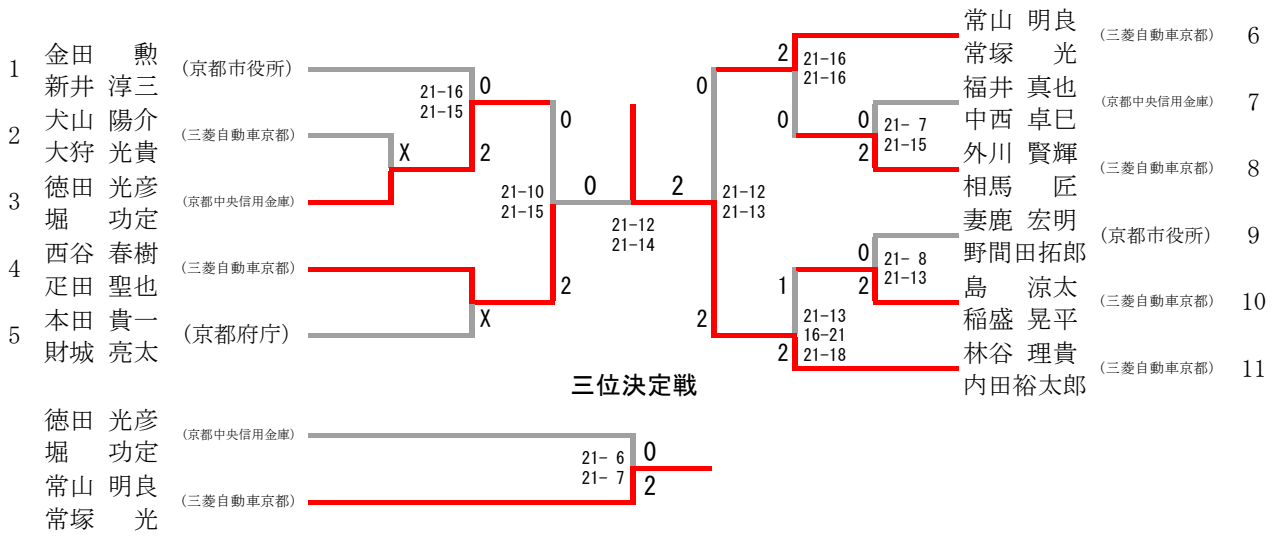 1 金田 勲 (京都市役所)
新井 淳三
2 犬山 陽介 (三菱自動車京都)
大狩 光貴
3 徳田 光彦 (京都中央信用金庫)
堀 功定
4 西谷 春樹 (三菱自動車京都)
疋田 聖也
5 本田 貴一 (京都府庁)
財城 亮太
0
21-16
21-15
2
X
0
21-10
21-15
2
X
0
2
21-12
21-14
常山 明良 (三菱自動車京都) 6
常塚 光
福井 真也 (京都中央信用金庫) 7
中西 卓巳
外川 賢輝 (三菱自動車京都) 8
相馬 匠
妻鹿 宏明 (京都市役所) 9
野間田拓郎
島 涼太 (三菱自動車京都) 10
稲盛 晃平
林谷 理貴 (三菱自動車京都) 11
内田裕太郎
2
21-16
21-16
0
0
21- 7
21-15
2
0
21-12
21-13
2
0
21- 8
21-13
2
1
21-13
16-21
21-18
2
三位決定戦
徳田 光彦 (京都中央信用金庫)
堀 功定
常山 明良 (三菱自動車京都)
常塚 光
21- 6
21- 7
0
2